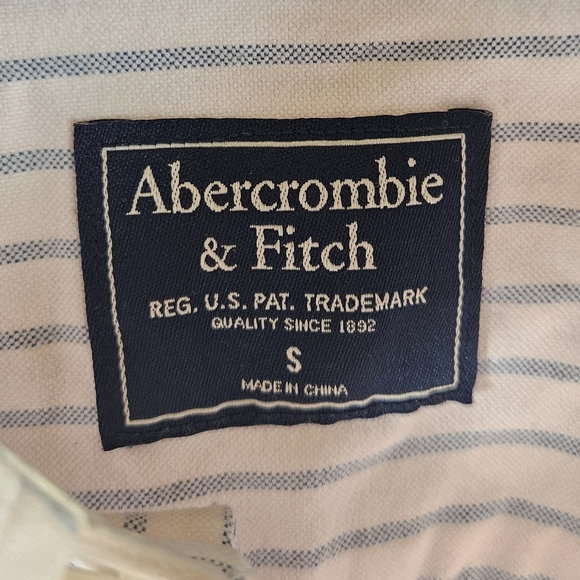 Abercrombie
& Fitch
REG. U.S. PAT. TRADEMARK
QUALITY SINCE 1892
S
MADE IN CHINA